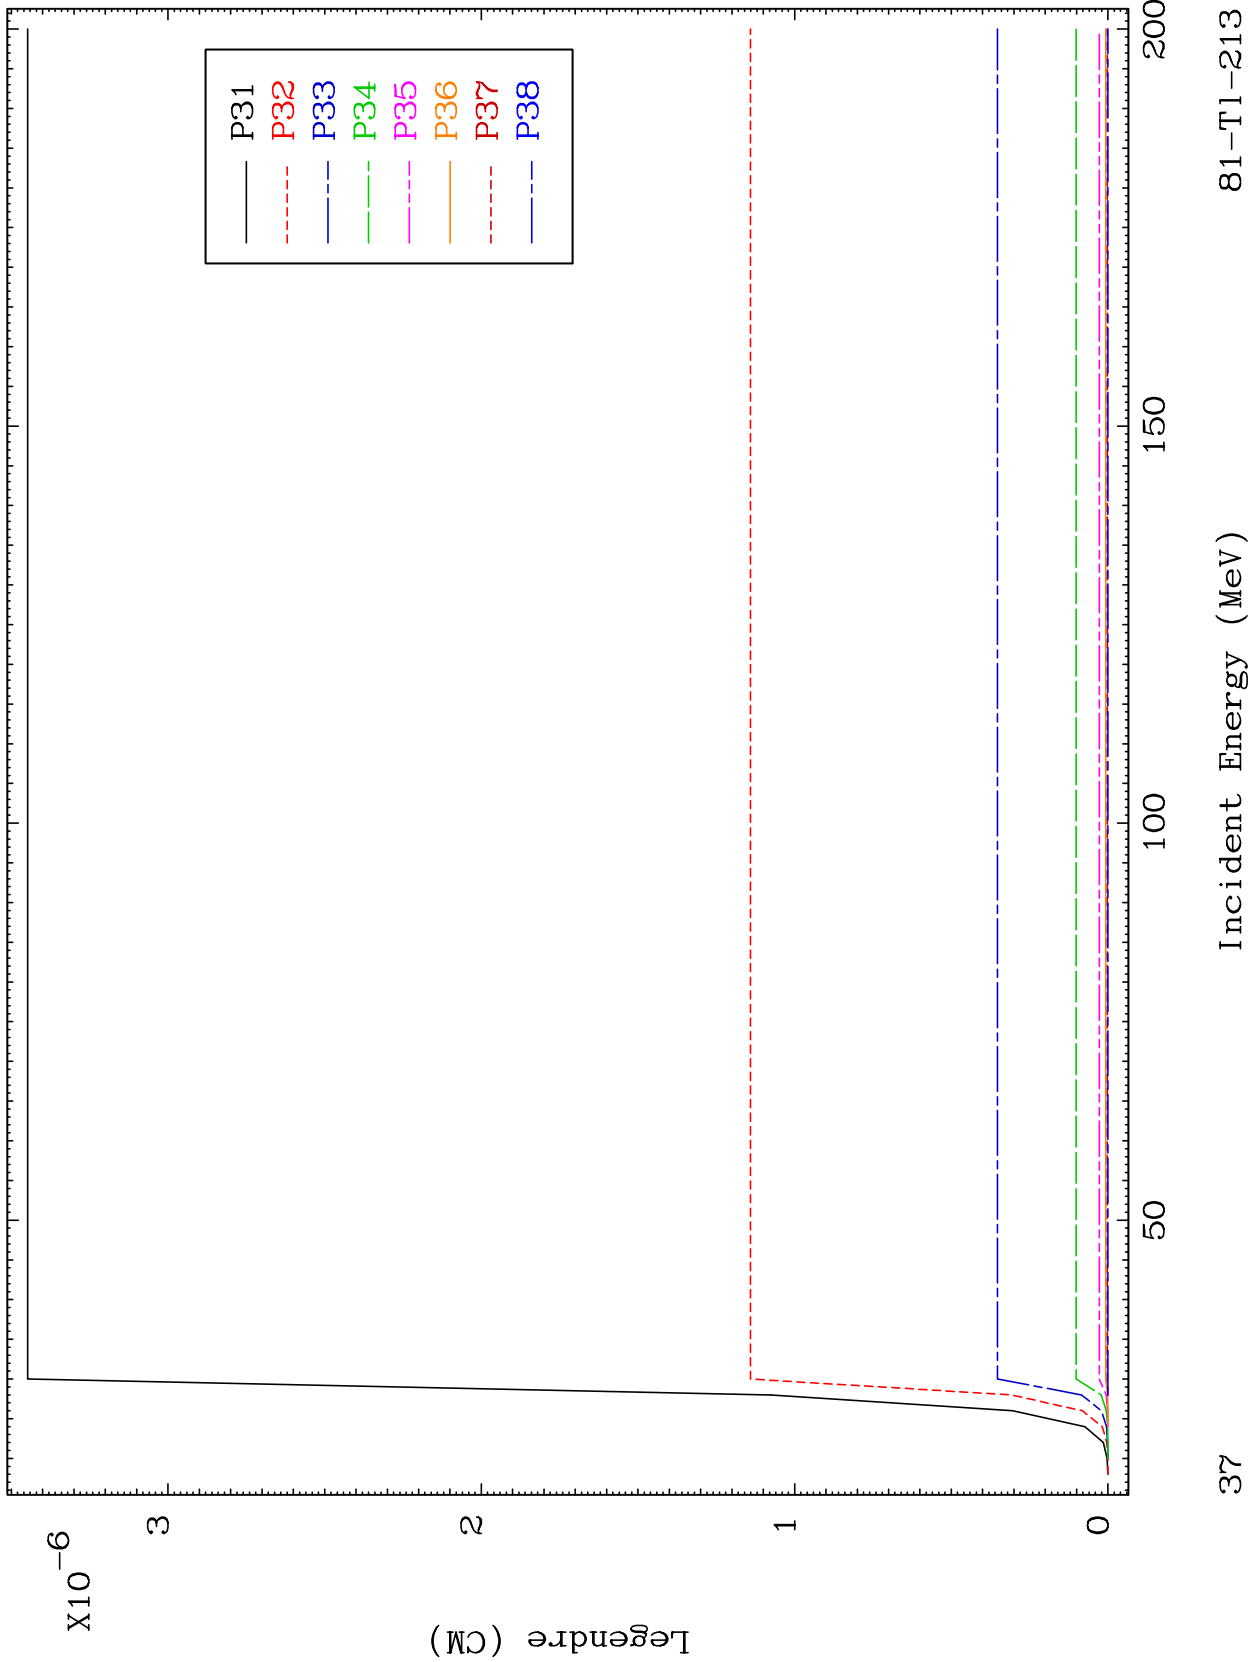 X10-6
3
2
1
0
Legendre (CM)
P31
P32
P33
P34
P35
P36
P37
P38
50
100
150
200
Incident Energy (MeV)
37
81-Tl-213